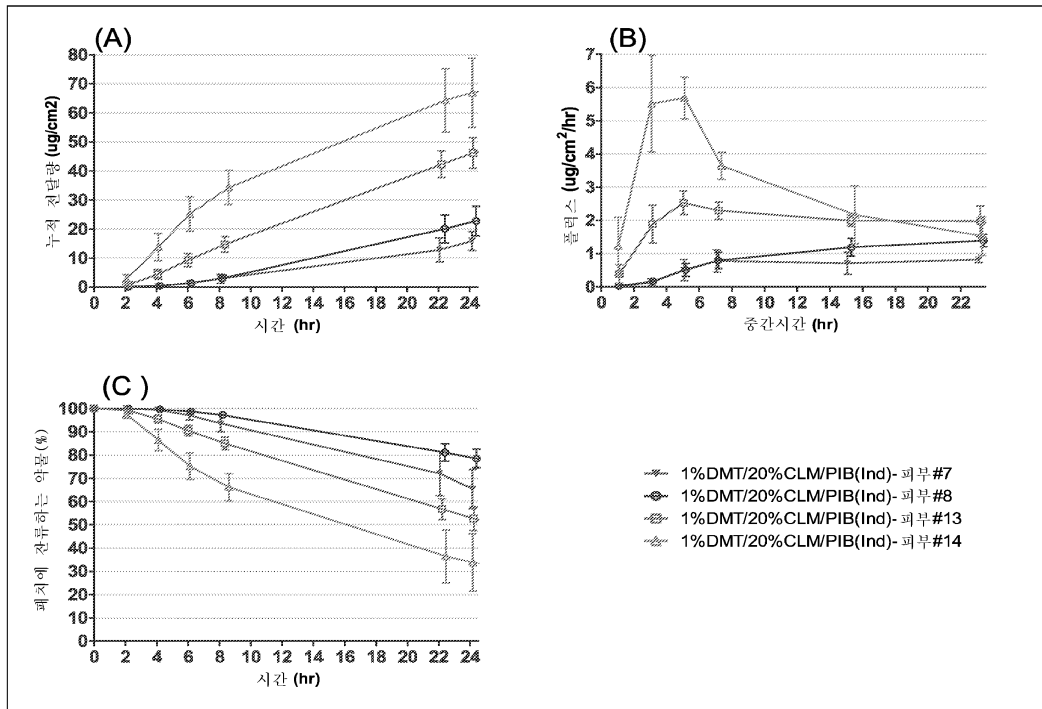 (A)
80
70
60
50
40
30
20
10
0
누적 전달량 (ug/cm2)
0 2 4 6 8 10 12 14 16 18 20 22 24
시간 (hr)
(B)
7
6
5
4
3
2
1
0
플럭스 (ug/cm²/hr)
0 2 4 6 8 10 12 14 16 18 20 22
중간시간 (hr)
(C )
100
90
80
70
60
50
40
30
20
10
0
패치에 잔류하는 약물(%)
0 2 4 6 8 10 12 14 16 18 20 22 24
시간 (hr)
1%DMT/20%CLM/PIB(Ind)-피부#7
1%DMT/20%CLM/PIB(Ind)-피부#8
1%DMT/20%CLM/PIB(Ind)-피부#13
1%DMT/20%CLM/PIB(Ind)-피부#14